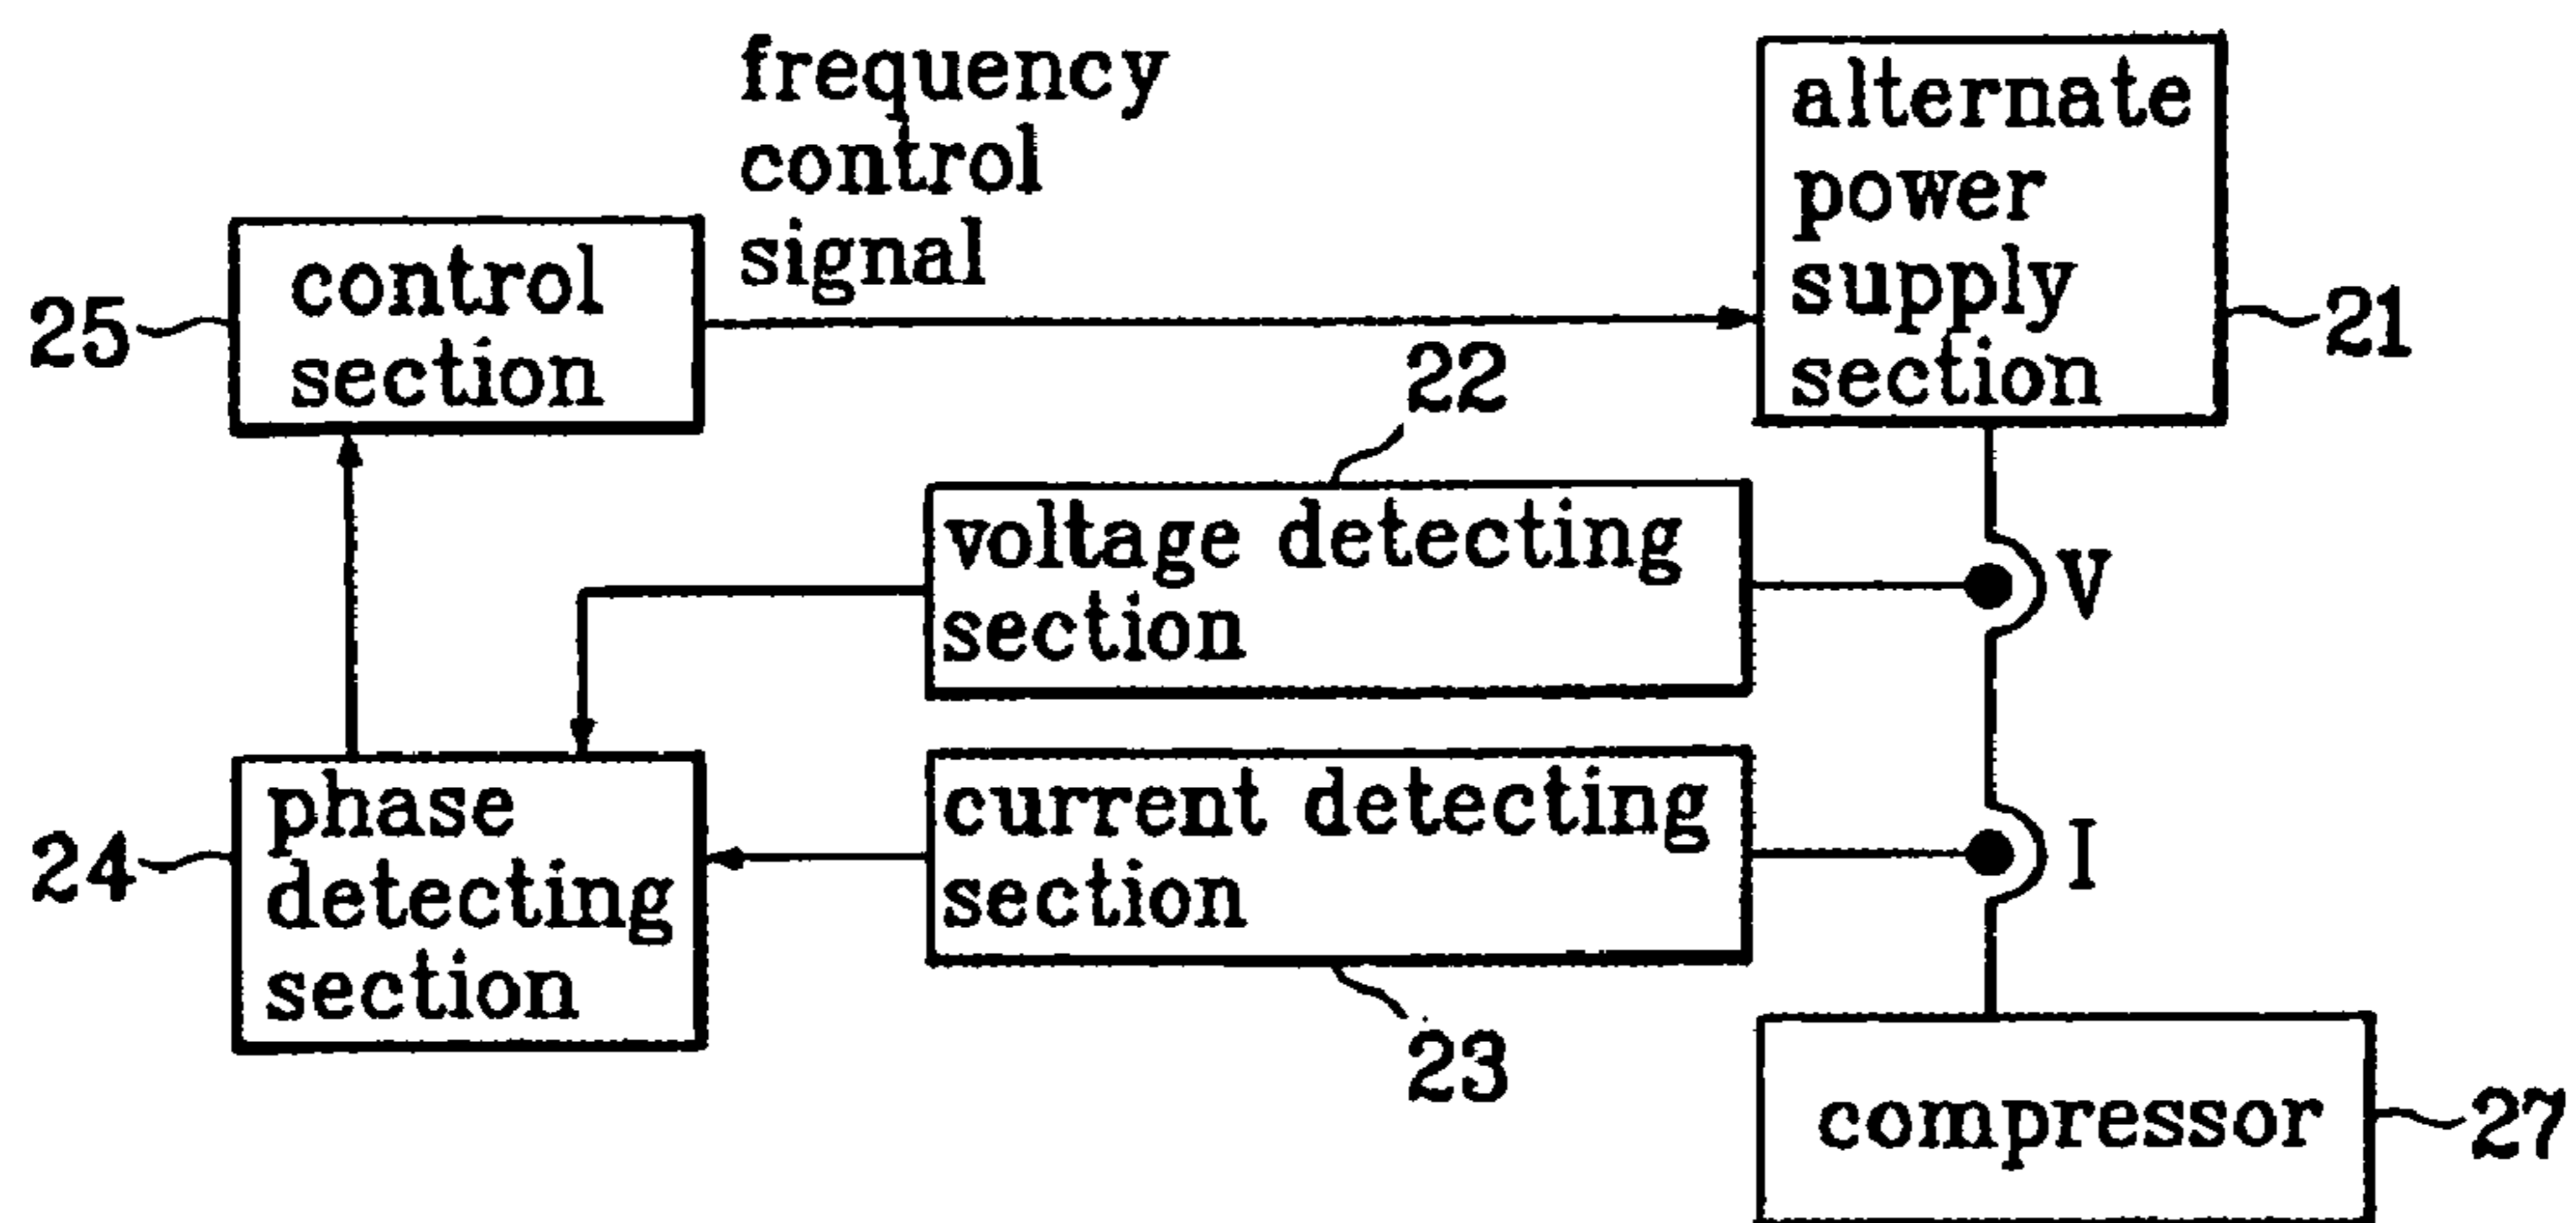 frequency
control
signal
alternate
power
supply
section
21
25
control
section
22
voltage detecting
section
V
24
phase
detecting
section
current detecting
section
I
23
compressor
27